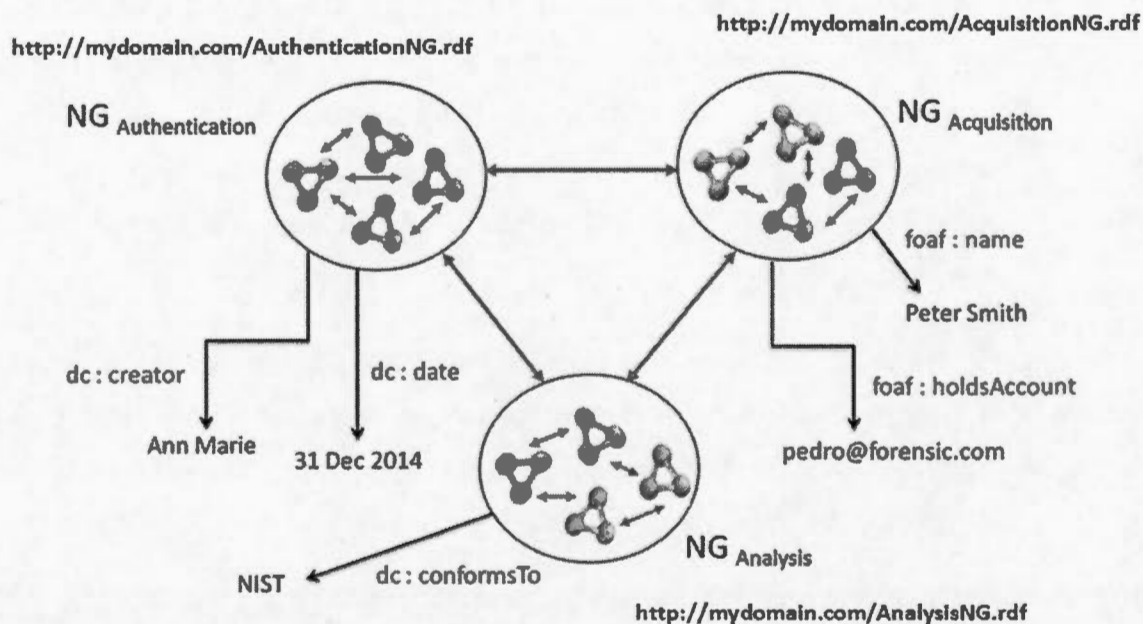 http://mydomain.com/AcquisitionNG.rdf
http://mydomain.com/AuthenticationNG.rdf
NG Authentication
NG Acquisition
foaf : name
Peter Smith
dc : creator
dc : date
foaf : holdsAccount
Ann Marie
31 Dec 2014
pedro@forensic.com
NG Analysis
NIST
dc : conformsTo
http://mydomain.com/AnalysisNG.rdf